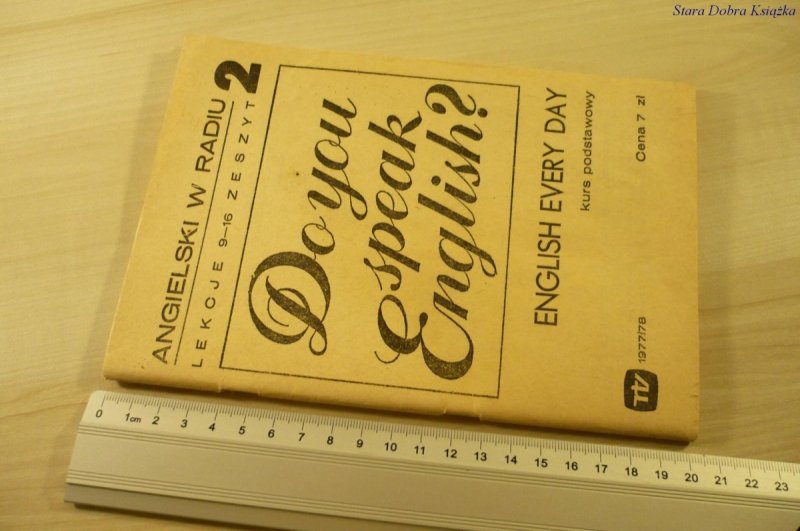 Stara Dobra Książka
ANGIELSKI W RADIU
LEKCJE 9-16 ZESZYT 2
Do you
speak
English?
ENGLISH EVERY DAY
kurs podstawowy
Cena 7 zł
TV 1977/78
0 1cm 2 3 4 5 6 7 8 9 10 11 12 13 14 15 16 17 18 19 20 21 22 23